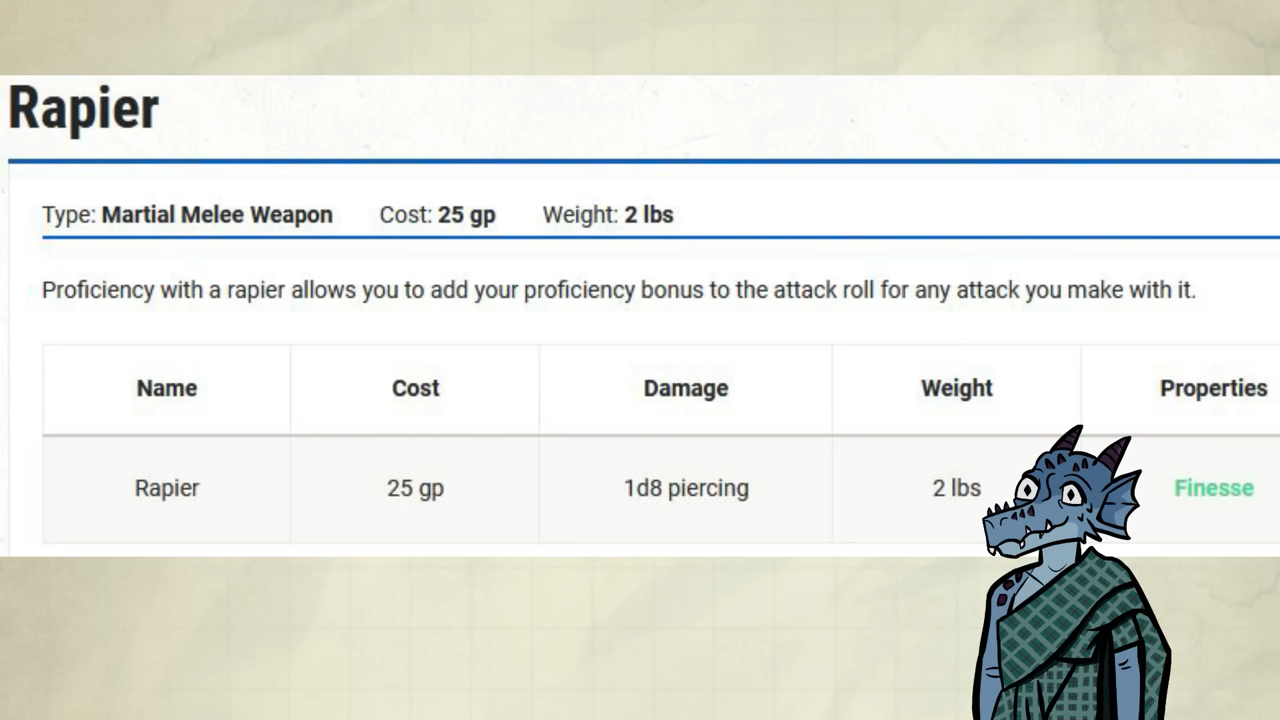 Rapier
Type: Martial Melee Weapon Cost: 25 gp Weight: 2 lbs
Proficiency with a rapier allows you to add your proficiency bonus to the attack roll for any attack you make with it.
Name Cost Damage Weight Properties
Rapier 25 gp 1d8 piercing 2 lbs Finesse